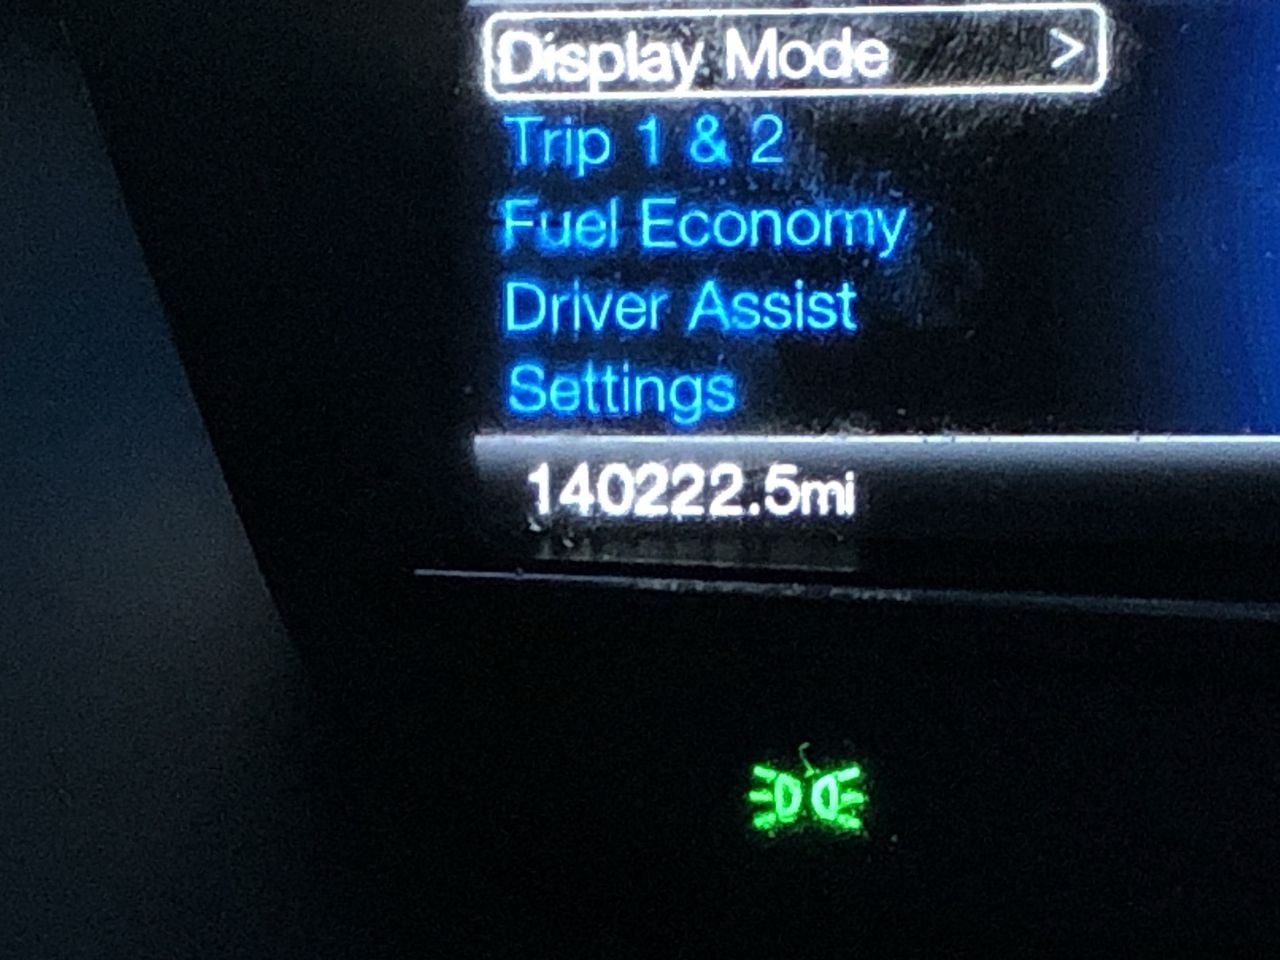 Display Mode >
Trip 1 & 2
Fuel Economy
Driver Assist
Settings
140222.5mi